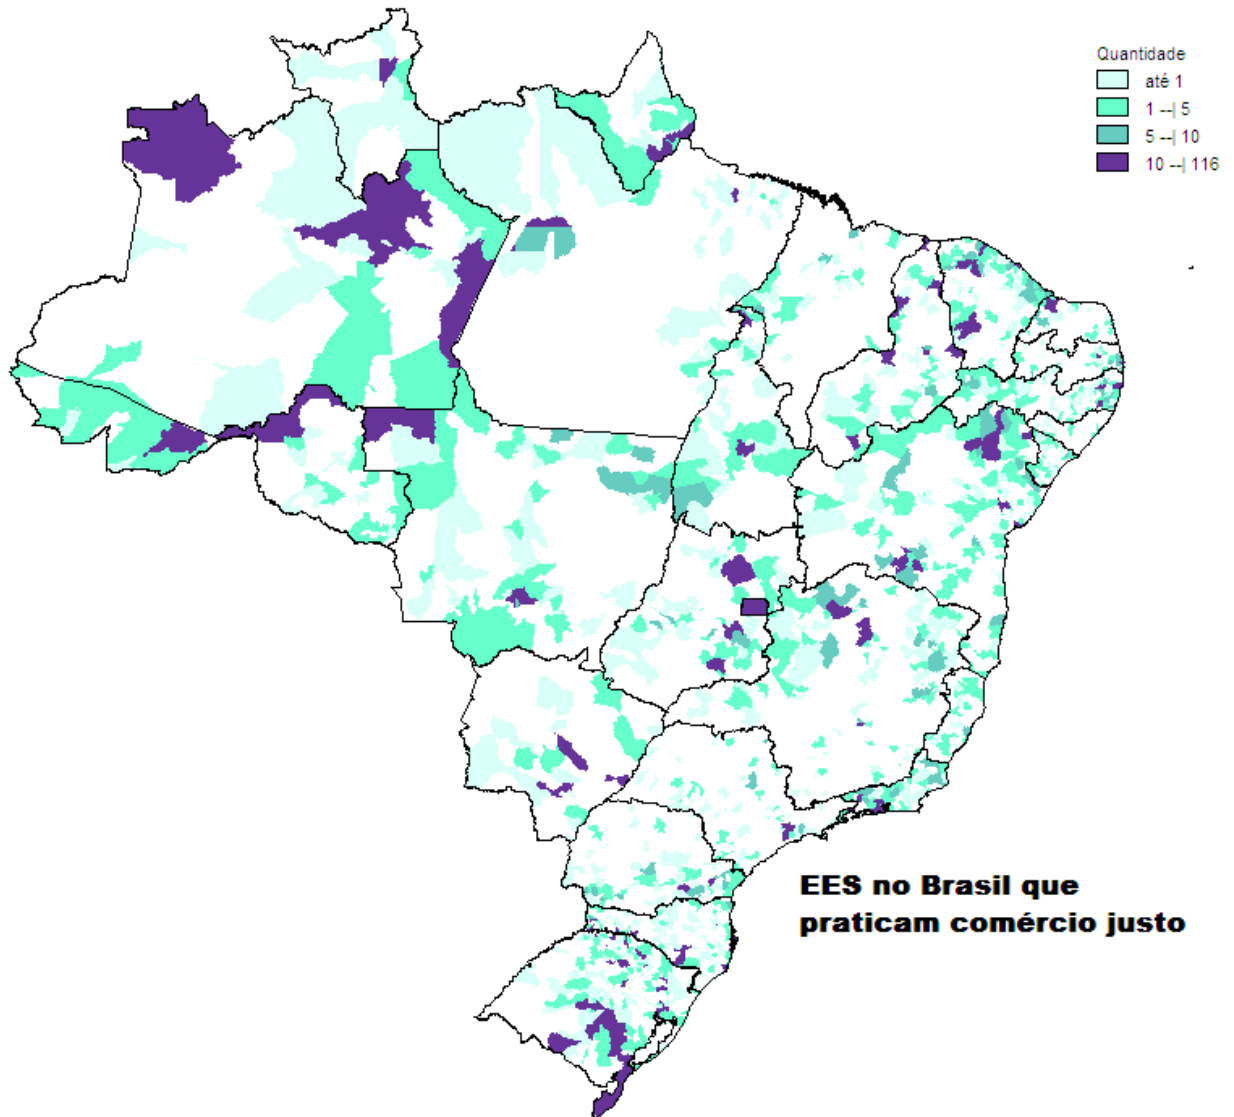 Quantidade
até 1
1 --| 5
5 --| 10
10 --| 116
EES no Brasil que
praticam comércio justo